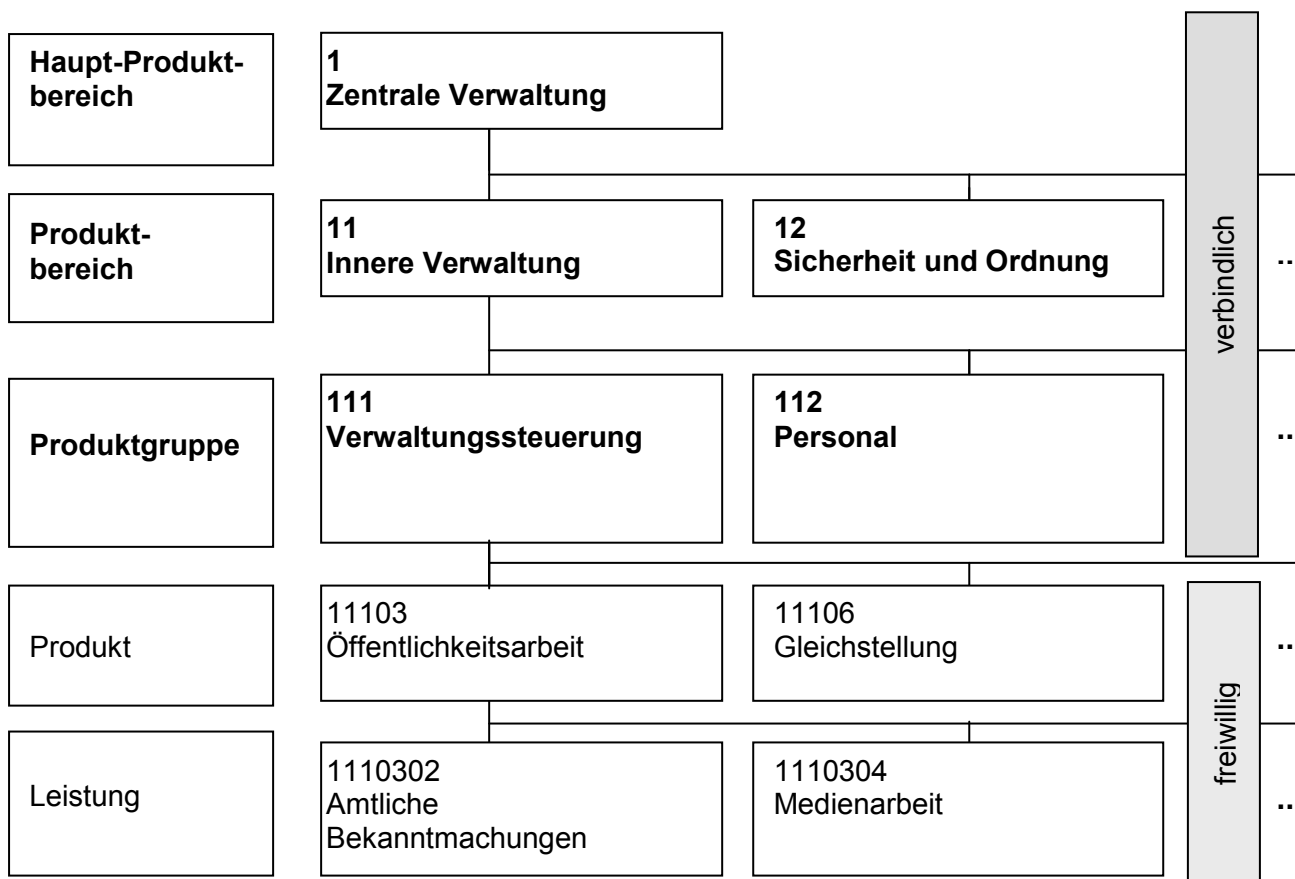 Haupt-Produkt-
bereich
1
Zentrale Verwaltung
Produkt-
bereich
11
Innere Verwaltung
12
Sicherheit und Ordnung
..
verbindlich
Produktgruppe
111
Verwaltungssteuerung
112
Personal
..
Produkt
11103
Öffentlichkeitsarbeit
11106
Gleichstellung
..
freiwillig
Leistung
1110302
Amtliche
Bekanntmachungen
1110304
Medienarbeit
..